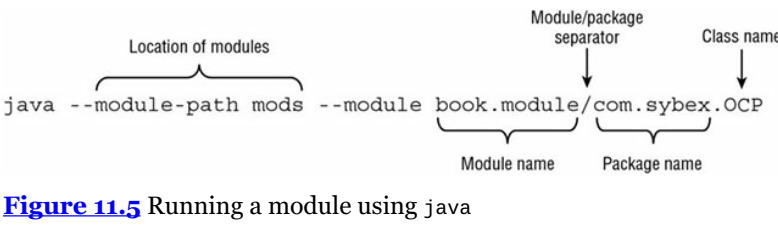 Module/package
separator
Class name
Location of modules
java --module-path mods --module book.module/com.sybex.OCP
Module name
Package name
Figure 11.5 Running a module using java